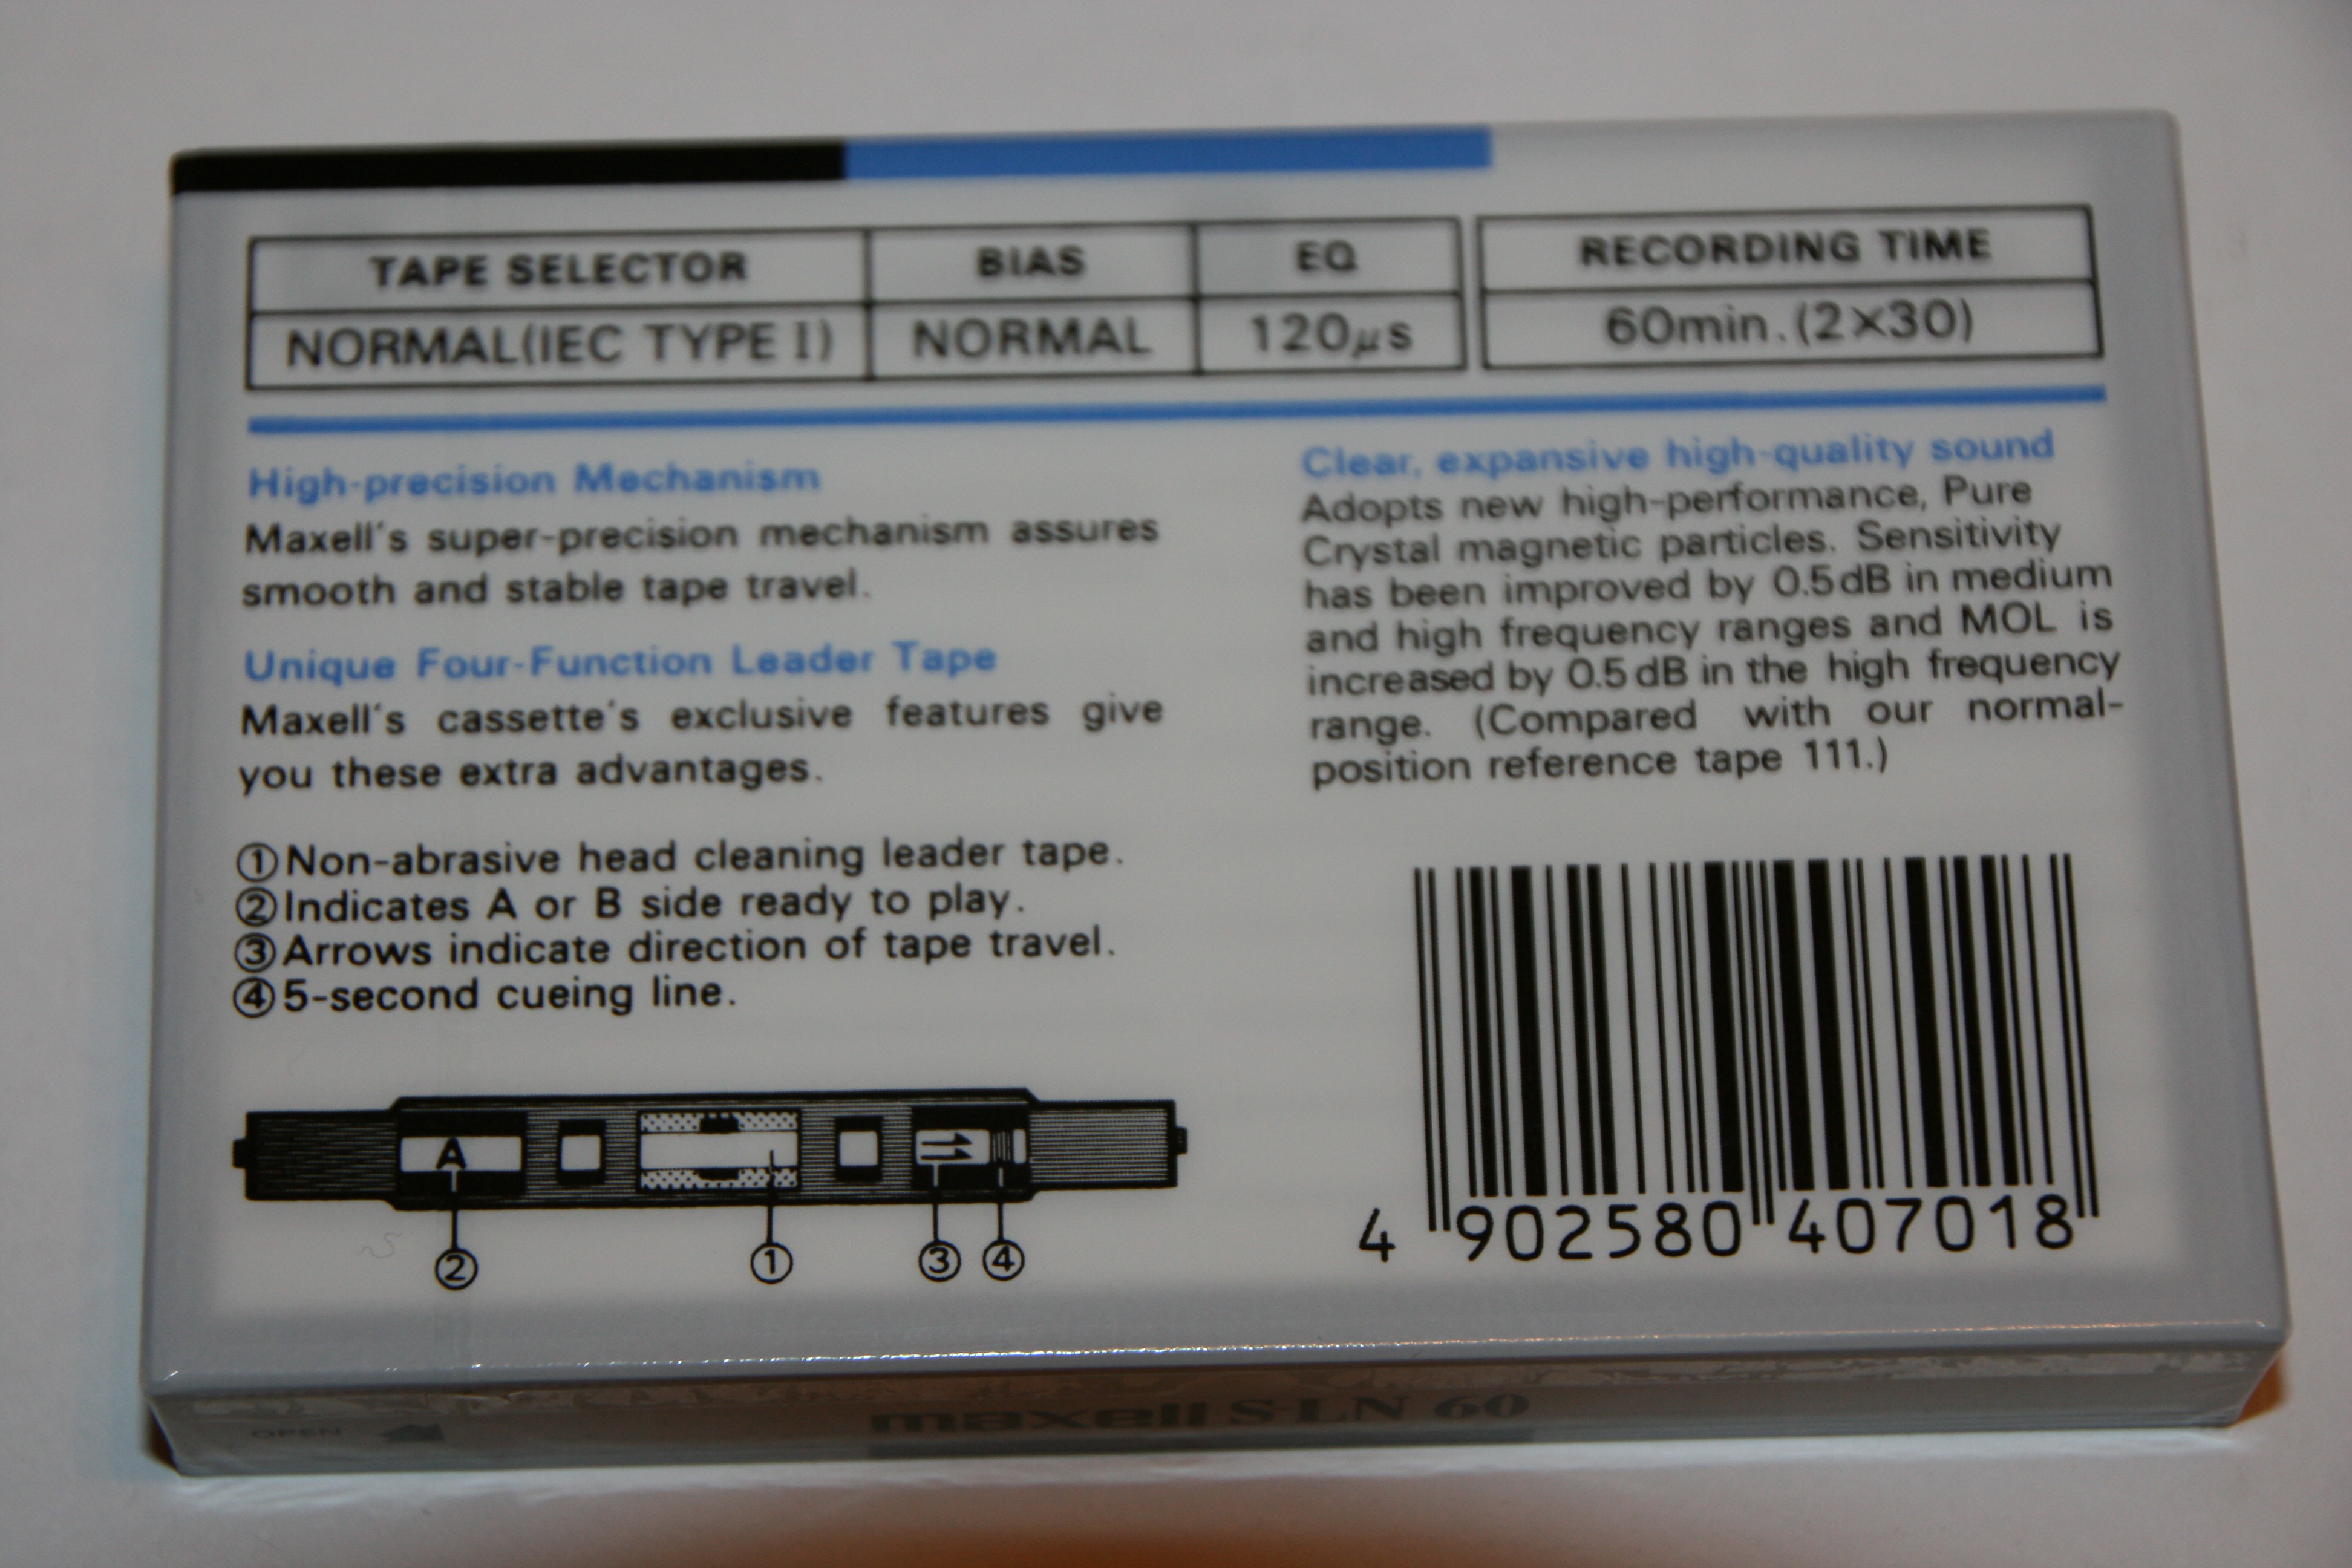 TAPE SELECTOR BIAS EQ RECORDING TIME
NORMAL(IEC TYPE I) NORMAL 120μs 60min.(2×30)
High-precision Mechanism
Maxell's super-precision mechanism assures
smooth and stable tape travel.
Unique Four-Function Leader Tape
Maxell's cassette's exclusive features give
you these extra advantages.
①Non-abrasive head cleaning leader tape.
②Indicates A or B side ready to play.
③Arrows indicate direction of tape travel.
④5-second cueing line.
A
② ① ③ ④
Clear, expansive high-quality sound
Adopts new high-performance, Pure
Crystal magnetic particles. Sensitivity
has been improved by 0.5dB in medium
and high frequency ranges and MOL is
increased by 0.5dB in the high frequency
range. (Compared with our normal-
position reference tape 111.)
4 902580 407018
OPEN maxell S-LN 60